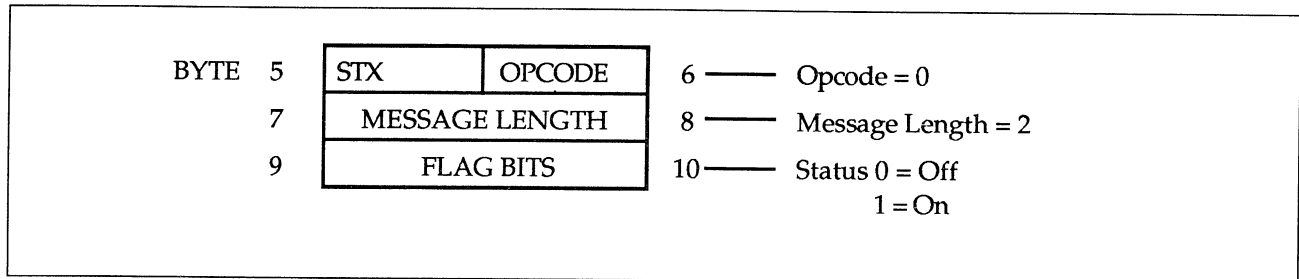 BYTE 5 STX OPCODE 6 Opcode = 0
7 MESSAGE LENGTH 8 Message Length = 2
9 FLAG BITS 10 Status 0 = Off
1 = On